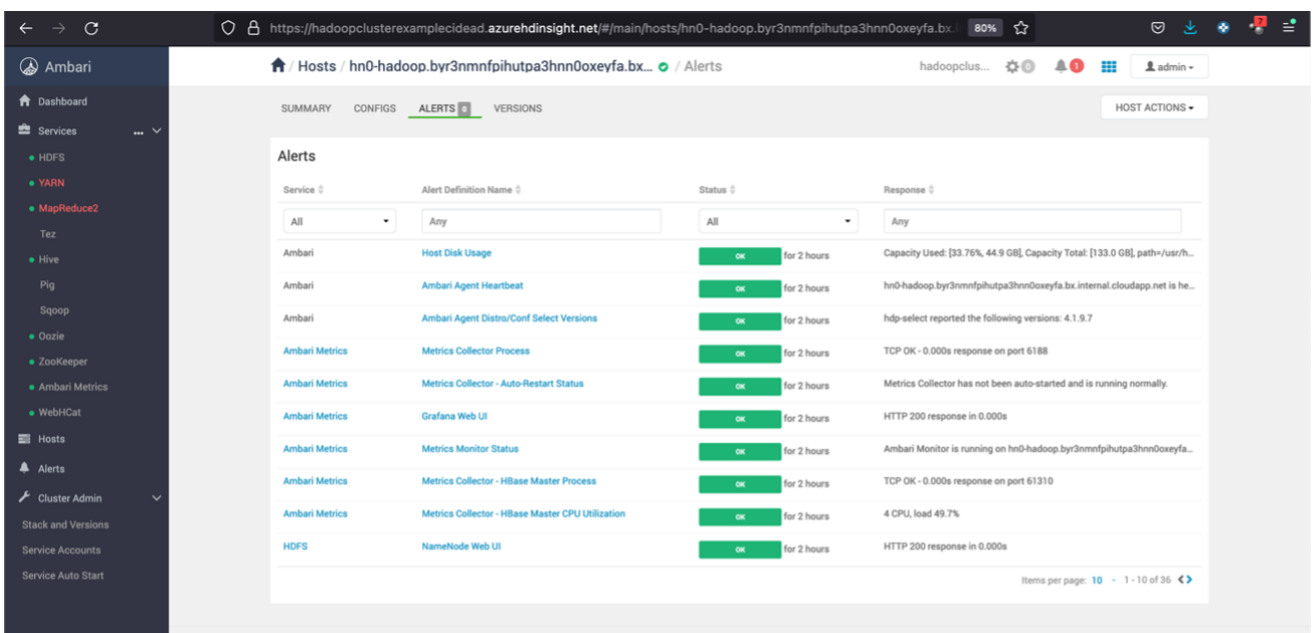 https://hadoopclusterexamplecidead.azurehdinsight.net/#/main/hosts/hn0-hadoop.byr3nmnfpihutpa3hnn0oxeyfa.bx. 80% 7
Ambari
/ Hosts / hn0-hadoop.byr3nmnfpihutpa3hnn0oxeyfa.bx... / Alerts
hadoopclus... 0 1 admin
Dashboard
Services ...
HDFS
YARN
MapReduce2
Tez
Hive
Pig
Sqoop
Oozie
ZooKeeper
Ambari Metrics
WebHCat
Hosts
Alerts
Cluster Admin
Stack and Versions
Service Accounts
Service Auto Start
SUMMARY CONFIGS ALERTS 0 VERSIONS
HOST ACTIONS
Alerts
Service Alert Definition Name Status Response
All Any All Any
Ambari Host Disk Usage OK for 2 hours Capacity Used: [33.76%, 44.9 GB], Capacity Total: [133.0 GB], path=/usr/h...
Ambari Ambari Agent Heartbeat OK for 2 hours hn0-hadoop.byr3nmnfpihutpa3hnn0oxeyfa.bx.internal.cloudapp.net is he...
Ambari Ambari Agent Distro/Conf Select Versions OK for 2 hours hdp-select reported the following versions: 4.1.9.7
Ambari Metrics Metrics Collector Process OK for 2 hours TCP OK - 0.000s response on port 6188
Ambari Metrics Metrics Collector - Auto-Restart Status OK for 2 hours Metrics Collector has not been auto-started and is running normally.
Ambari Metrics Grafana Web UI OK for 2 hours HTTP 200 response in 0.000s
Ambari Metrics Metrics Monitor Status OK for 2 hours Ambari Monitor is running on hn0-hadoop.byr3nmnfpihutpa3hnn0oxeyfa...
Ambari Metrics Metrics Collector - HBase Master Process OK for 2 hours TCP OK - 0.000s response on port 61310
Ambari Metrics Metrics Collector - HBase Master CPU Utilization OK for 2 hours 4 CPU, load 49.7%
HDFS NameNode Web UI OK for 2 hours HTTP 200 response in 0.000s
Items per page: 10 1 - 10 of 36